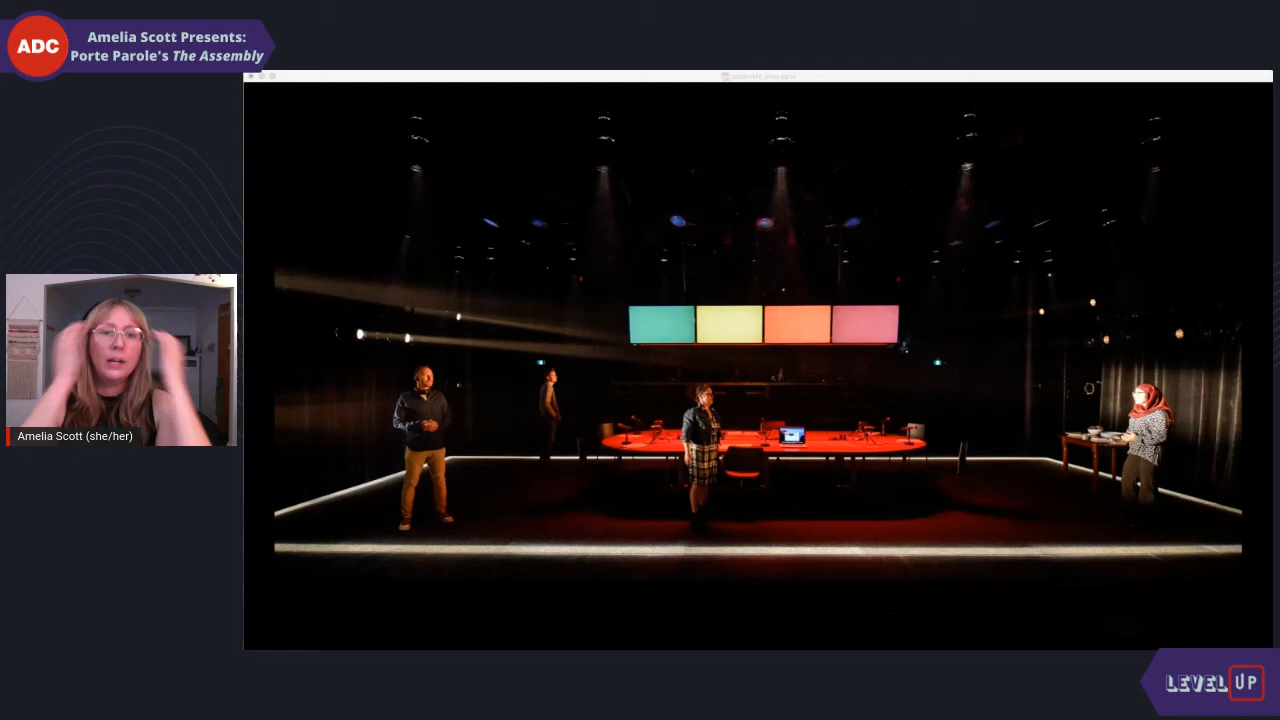 ADC
Amelia Scott Presents:
Porte Parole's The Assembly
Amelia Scott (she/her)
LEVEL UP